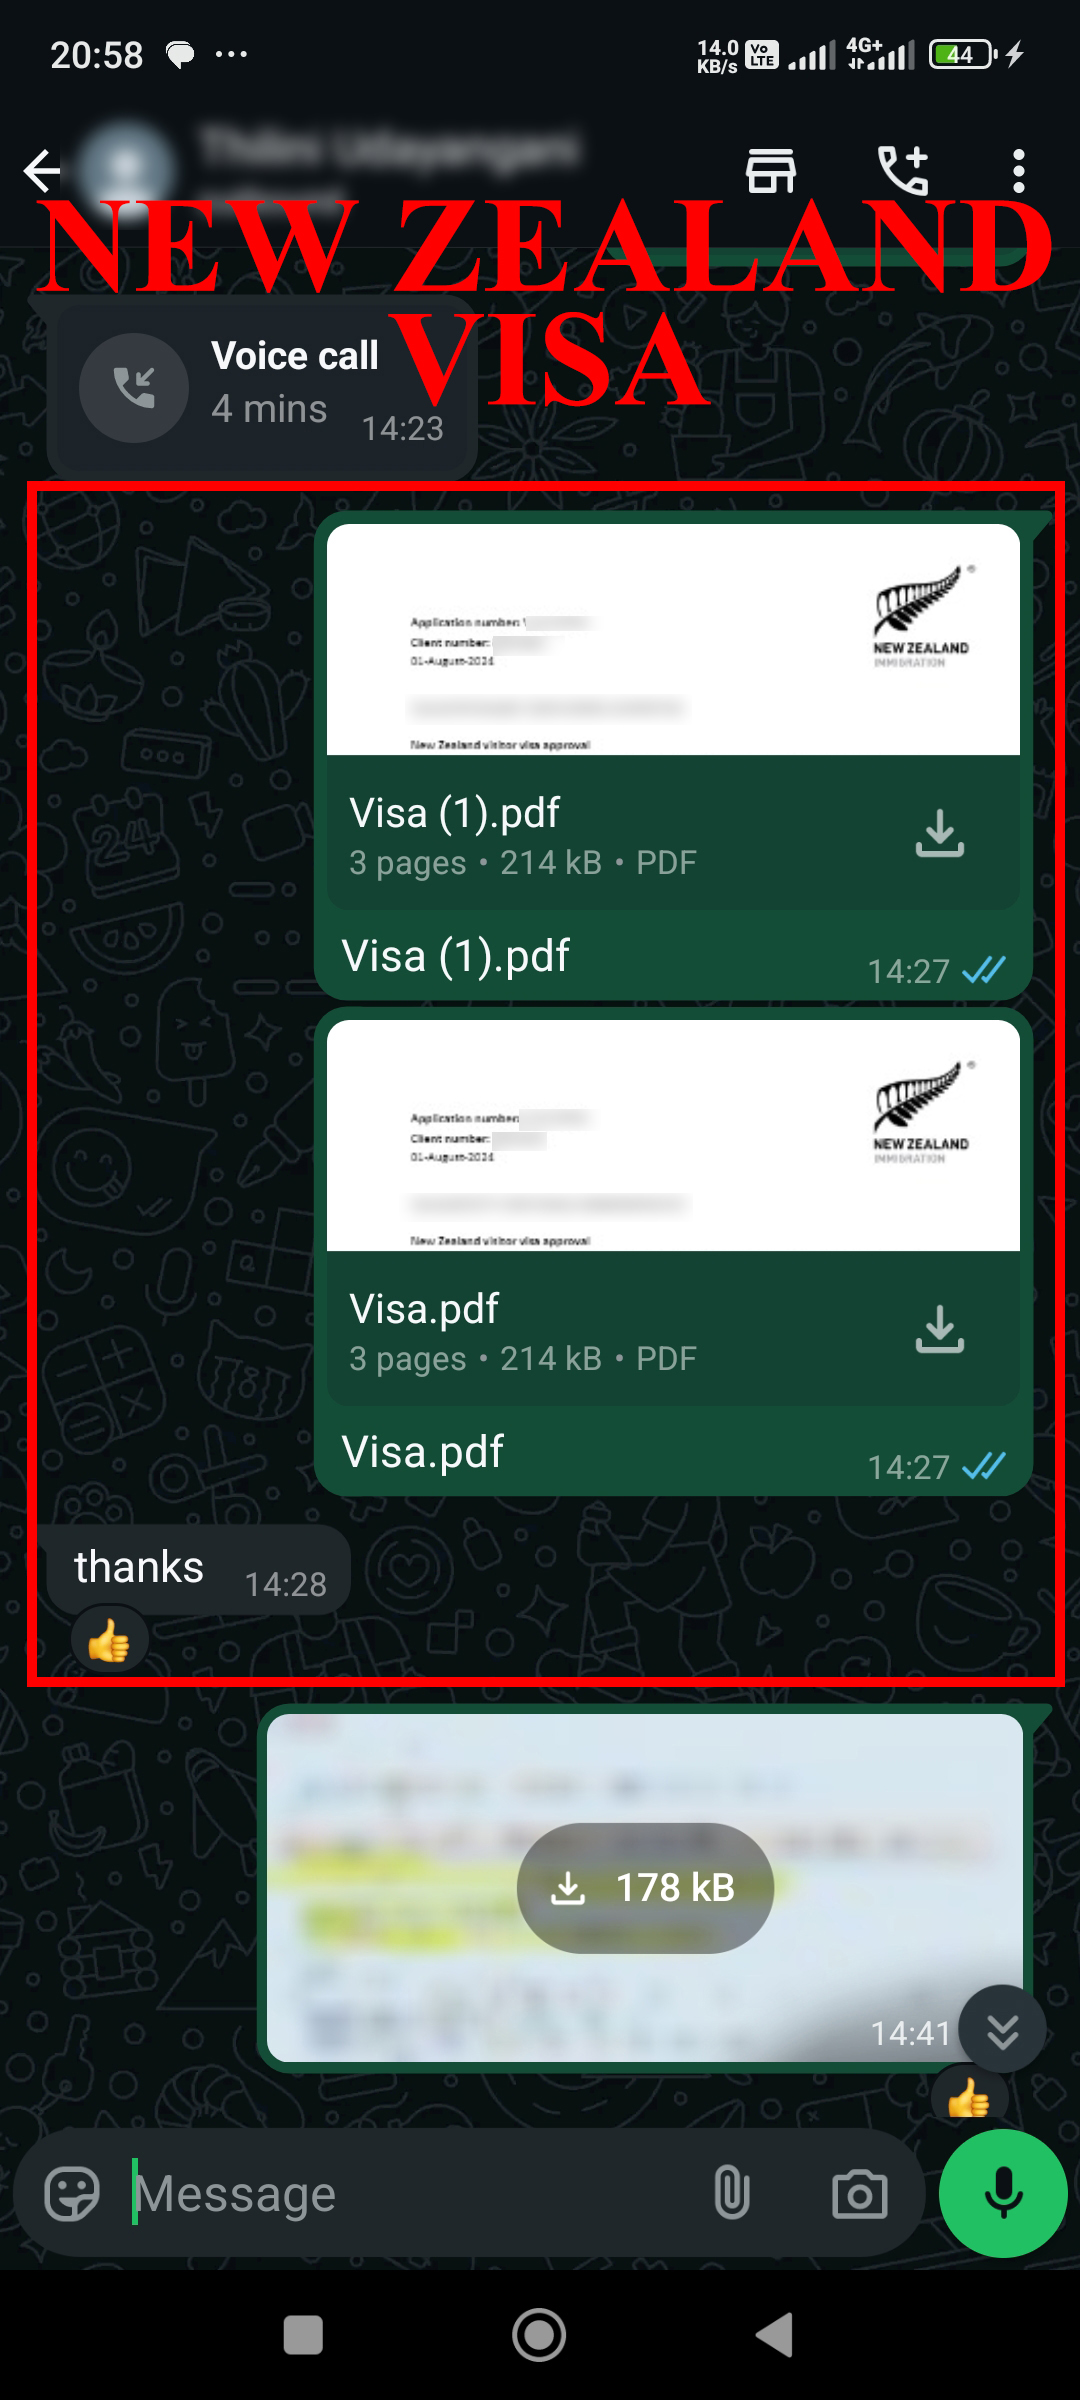 20:58
14.0
KB/s
Vo
LTE
4G+
44
NEW ZEALAND
VISA
Voice call
4 mins
14:23
Application number:
Client number:
01-August-2024
NEW ZEALAND
IMMIGRATION
New Zealand visitor visa approval
Visa (1).pdf
3 pages • 214 kB • PDF
Visa (1).pdf
14:27
Application number:
Client number:
01-August-2024
NEW ZEALAND
IMMIGRATION
New Zealand visitor visa approval
Visa.pdf
3 pages • 214 kB • PDF
Visa.pdf
14:27
thanks
14:28
178 kB
14:41
Message